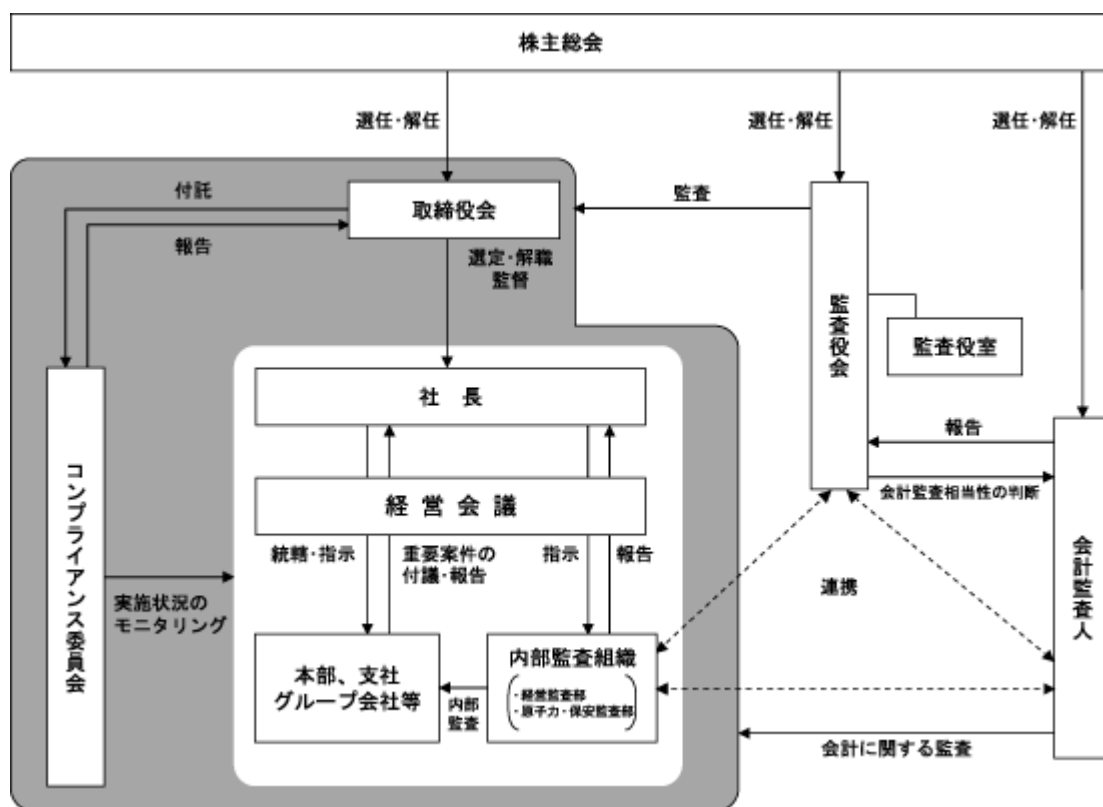 株主総会
選任・解任
選任・解任
選任・解任
付託
取締役会
監査
報告
選定・解職
監督
監査役会
監査役室
社　長
報告
会計監査相当性の判断
コンプライアンス委員会
経営会議
統轄・指示
重要案件の
付議・報告
指示
報告
連携
会計監査人
実施状況の
モニタリング
本部、支社
グループ会社等
内部
監査
内部監査組織
・経営監査部
・原子力・保安監査部
会計に関する監査